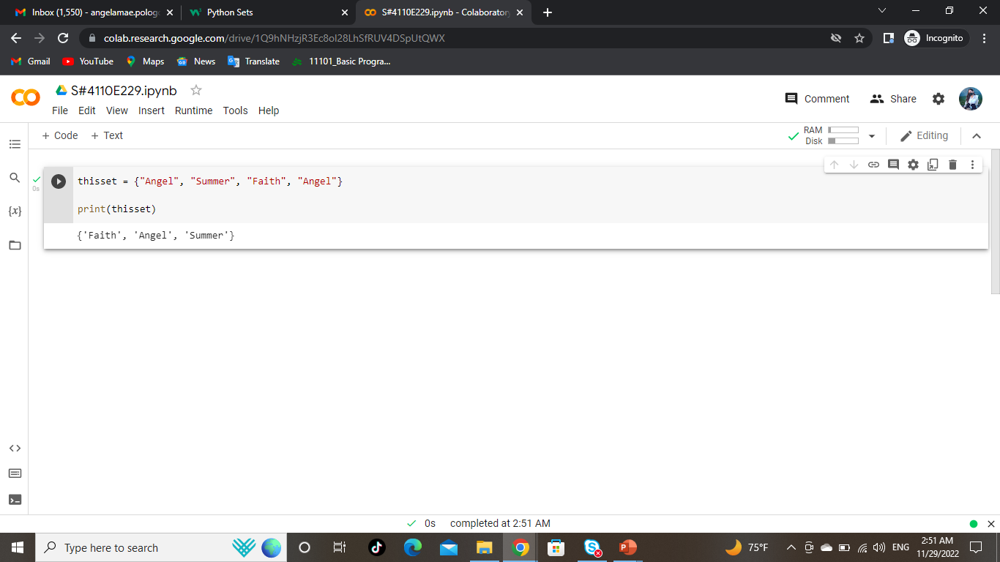 Inbox (1,550) - angelamae.polog
Python Sets
S#4110E229.ipynb - Colaboratory
colab.research.google.com/drive/1Q9hNHzjR3Ec8oI28LhSfRUV4DSpUtQWX
Incognito
Gmail
YouTube
Maps
News
Translate
11101_Basic Progra...
S#4110E229.ipynb
Comment
Share
File Edit View Insert Runtime Tools Help
+ Code + Text
RAM
Disk
Editing
{x}
0s
thisset = {"Angel", "Summer", "Faith", "Angel"}
print(thisset)
{'Faith', 'Angel', 'Summer'}
0s completed at 2:51 AM
Type here to search
75°F
ENG
2:51 AM
11/29/2022